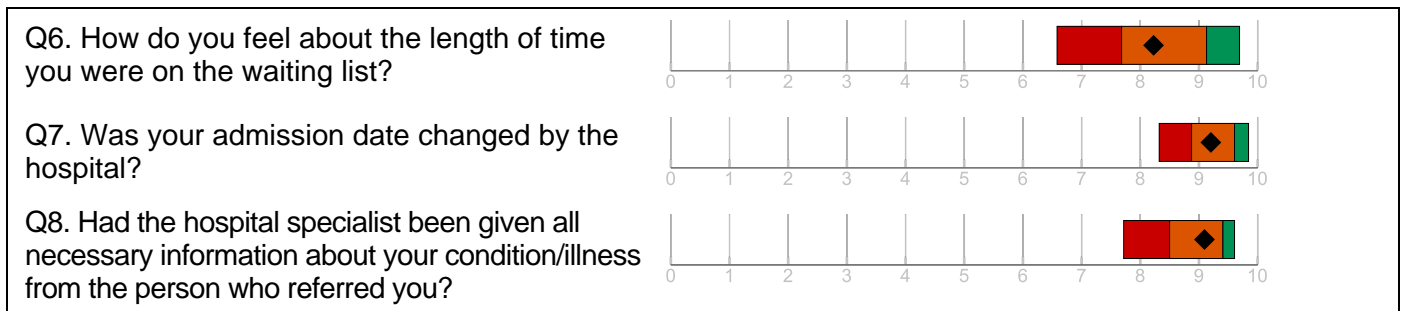 Q6. How do you feel about the length of time
you were on the waiting list?
0 1 2 3 4 5 6 7 8 9 10
Q7. Was your admission date changed by the
hospital?
0 1 2 3 4 5 6 7 8 9 10
Q8. Had the hospital specialist been given all
necessary information about your condition/illness
from the person who referred you?
0 1 2 3 4 5 6 7 8 9 10